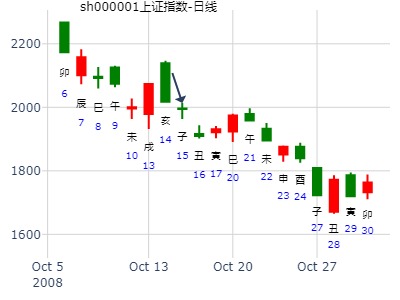 sh000001上证指数-日线
2200
2000
1800
1600
卯
6
辰
7
巳
8
午
9
未
10
戌
13
亥
14
子
15
丑
16
寅
17
巳
20
午
21
未
22
申
23
酉
24
子
27
丑
28
寅
29
卯
30
Oct 5 Oct 13 Oct 20 Oct 27
2008